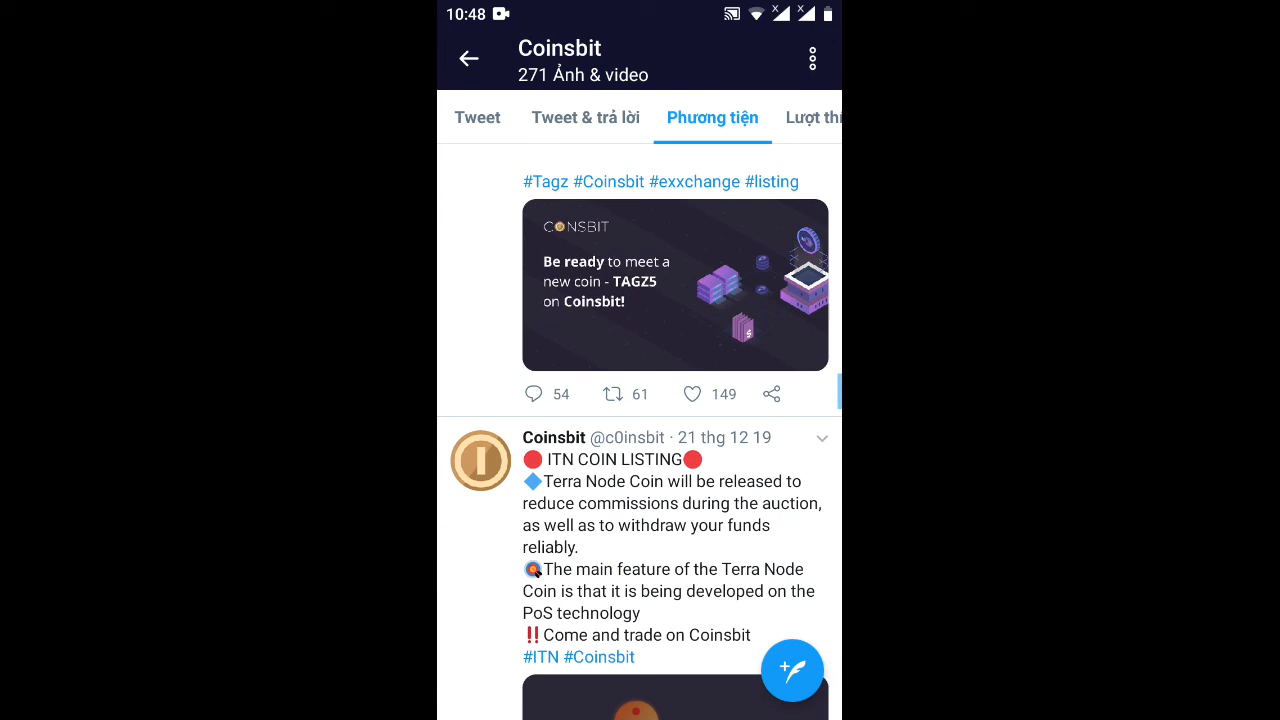 10:48
Coinsbit
271 Ảnh & video
Tweet Tweet & trả lời Phương tiện Lượt thí
#Tagz #Coinsbit #exxchange #listing
COINSBIT
Be ready to meet a
new coin - TAGZ5
on Coinsbit!
54 61 149
Coinsbit @c0insbit · 21 thg 12 19
🔴 ITN COIN LISTING🔴
🔷Terra Node Coin will be released to
reduce commissions during the auction,
as well as to withdraw your funds
reliably.
🎯The main feature of the Terra Node
Coin is that it is being developed on the
PoS technology
‼️Come and trade on Coinsbit
#ITN #Coinsbit